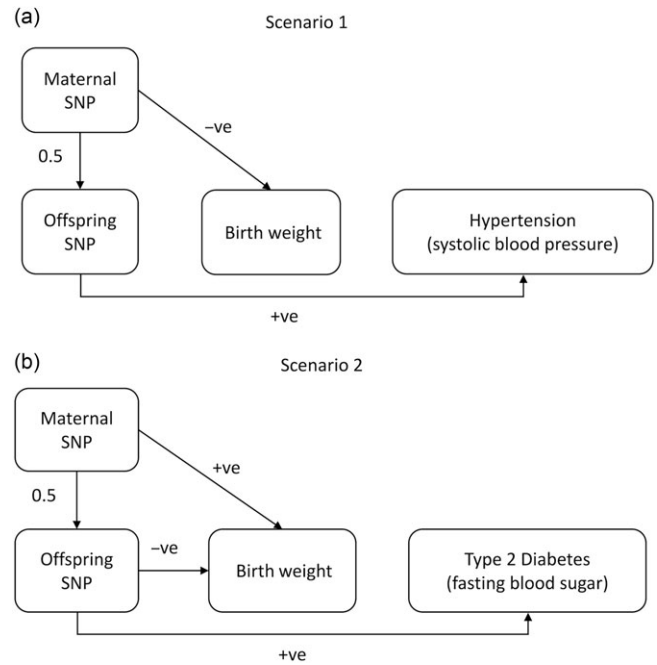 (a)
Scenario 1
Maternal
SNP
–ve
0.5
Offspring
SNP
Birth weight
Hypertension
(systolic blood pressure)
+ve
(b)
Scenario 2
Maternal
SNP
+ve
0.5
Offspring
SNP
–ve
Birth weight
Type 2 Diabetes
(fasting blood sugar)
+ve